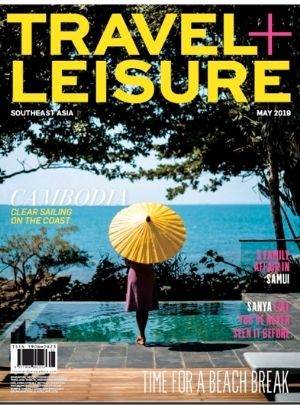 TRAVEL+
LEISURE
SOUTHEAST ASIA
MAY 2019
CAMBODIA
CLEAR SAILING
ON THE COAST
A FAMILY
AFFAIR IN
SAMUI
SANYA
YOU'VE NEVER
SEEN IT BEFORE
TIME FOR A BEACH BREAK